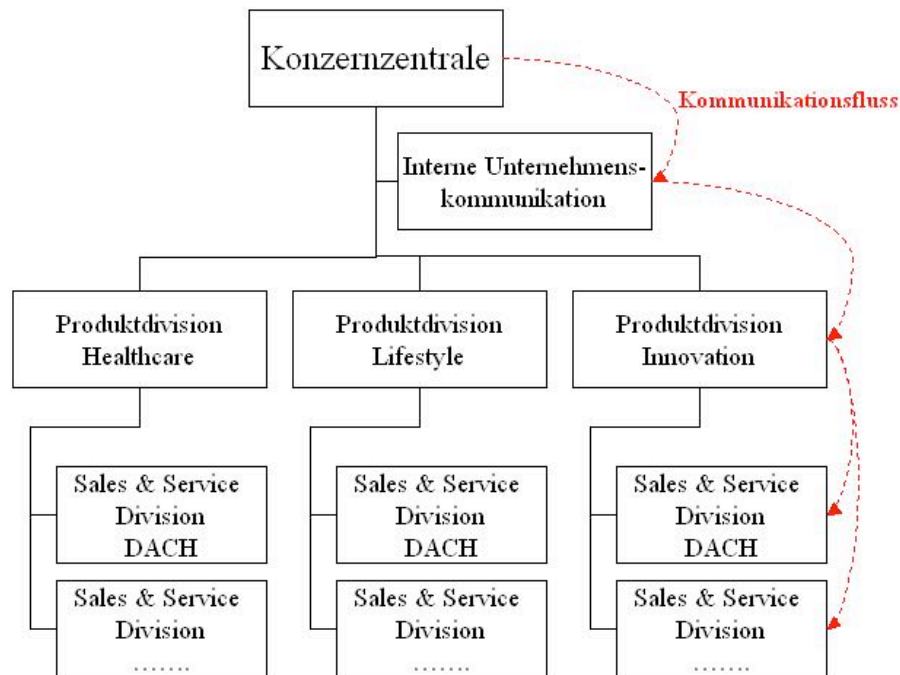 Konzernzentrale
Kommunikationsfluss
Interne Unternehmens-
kommunikation
Produktdivision
Healthcare
Produktdivision
Lifestyle
Produktdivision
Innovation
Sales & Service
Division
DACH
Sales & Service
Division
DACH
Sales & Service
Division
DACH
Sales & Service
Division
.......
Sales & Service
Division
.......
Sales & Service
Division
.......